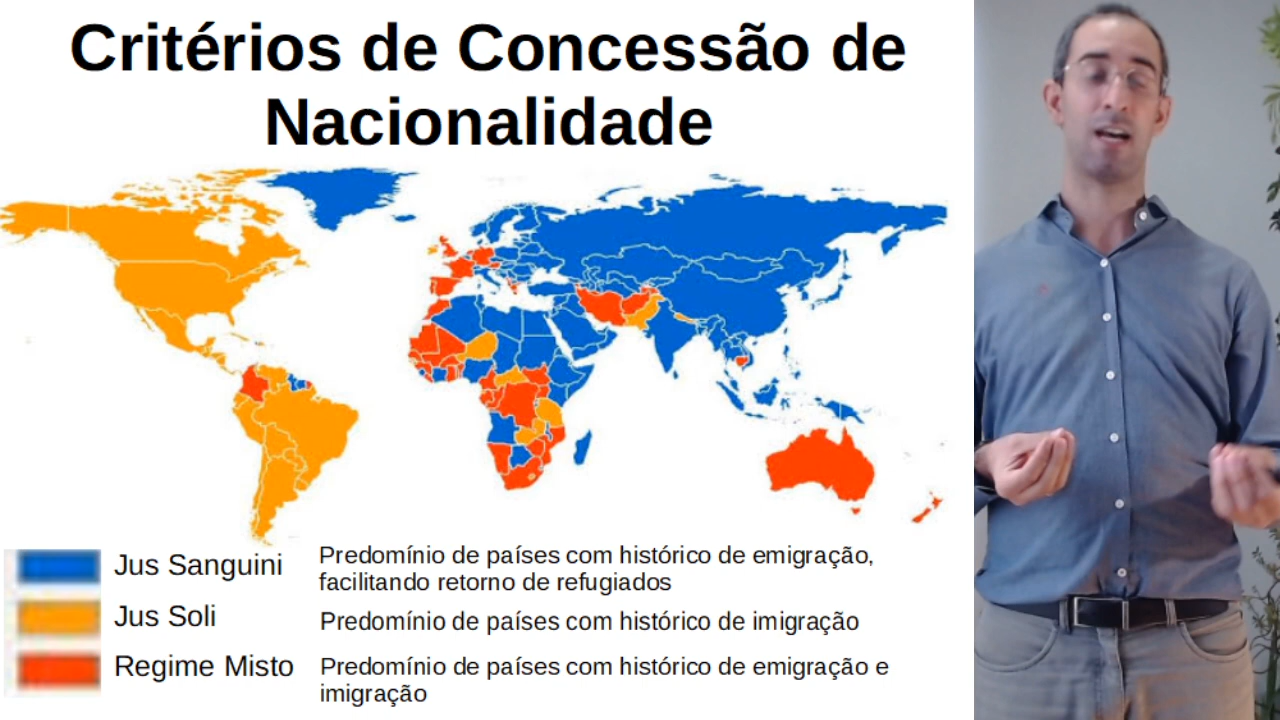 Critérios de Concessão de
Nacionalidade
Jus Sanguini
Predomínio de países com histórico de emigração,
facilitando retorno de refugiados
Jus Soli
Predomínio de países com histórico de imigração
Regime Misto
Predomínio de países com histórico de emigração e
imigração